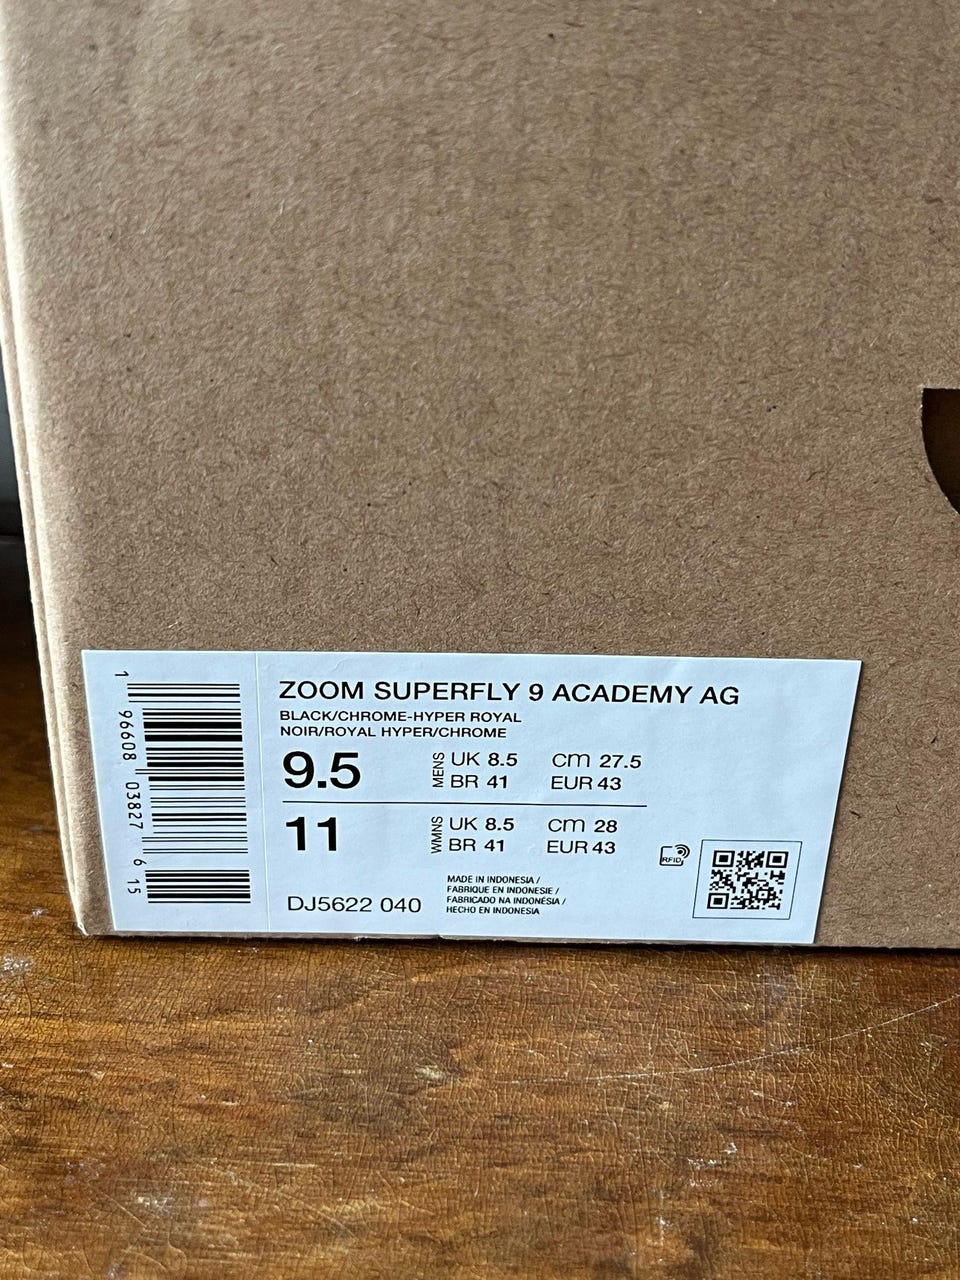 1 96608 03827 6 15
ZOOM SUPERFLY 9 ACADEMY AG
BLACK/CHROME-HYPER ROYAL
NOIR/ROYAL HYPER/CHROME
9.5 MENS UK 8.5 CM 27.5
BR 41 EUR 43
11 WMNS UK 8.5 CM 28
BR 41 EUR 43
RFID
DJ5622 040
MADE IN INDONESIA /
FABRIQUE EN INDONESIE /
FABRICADO NA INDONÉSIA /
HECHO EN INDONESIA